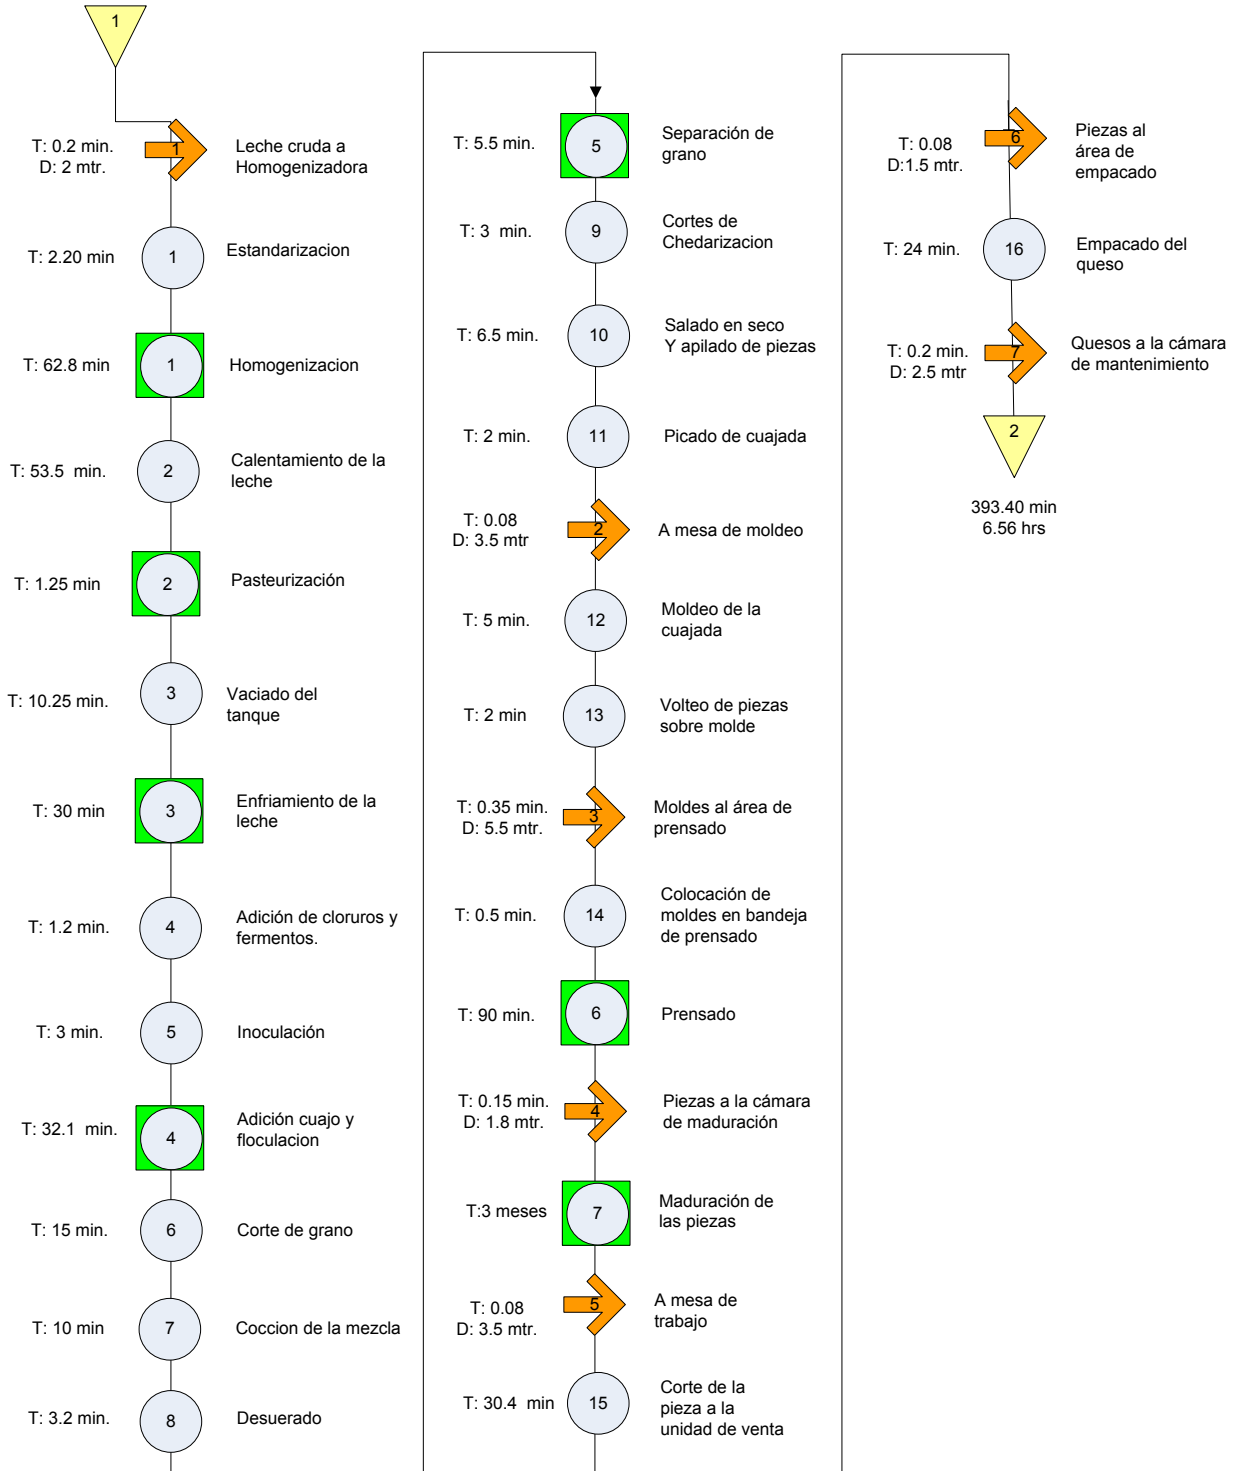 1
T: 0.2 min.
D: 2 mtr.
1
Leche cruda a
Homogenizadora
T: 2.20 min
1
Estandarizacion
T: 62.8 min
1
Homogenizacion
T: 53.5 min.
2
Calentamiento de la
leche
T: 1.25 min
2
Pasteurización
T: 10.25 min.
3
Vaciado del
tanque
T: 30 min
3
Enfriamiento de la
leche
T: 1.2 min.
4
Adición de cloruros y
fermentos.
T: 3 min.
5
Inoculación
T: 32.1 min.
4
Adición cuajo y
floculacion
T: 15 min.
6
Corte de grano
T: 10 min
7
Coccion de la mezcla
T: 3.2 min.
8
Desuerado
T: 5.5 min.
5
Separación de
grano
T: 3 min.
9
Cortes de
Chedarizacion
T: 6.5 min.
10
Salado en seco
Y apilado de piezas
T: 2 min.
11
Picado de cuajada
T: 0.08
D: 3.5 mtr
2
A mesa de moldeo
T: 5 min.
12
Moldeo de la
cuajada
T: 2 min
13
Volteo de piezas
sobre molde
T: 0.35 min.
D: 5.5 mtr.
3
Moldes al área de
prensado
T: 0.5 min.
14
Colocación de
moldes en bandeja
de prensado
T: 90 min.
6
Prensado
T: 0.15 min.
D: 1.8 mtr.
4
Piezas a la cámara
de maduración
T:3 meses
7
Maduración de
las piezas
T: 0.08
D: 3.5 mtr.
5
A mesa de
trabajo
T: 30.4 min
15
Corte de la
pieza a la
unidad de venta
T: 0.08
D:1.5 mtr.
6
Piezas al
área de
empacado
T: 24 min.
16
Empacado del
queso
T: 0.2 min.
D: 2.5 mtr
7
Quesos a la cámara
de mantenimiento
2
393.40 min
6.56 hrs